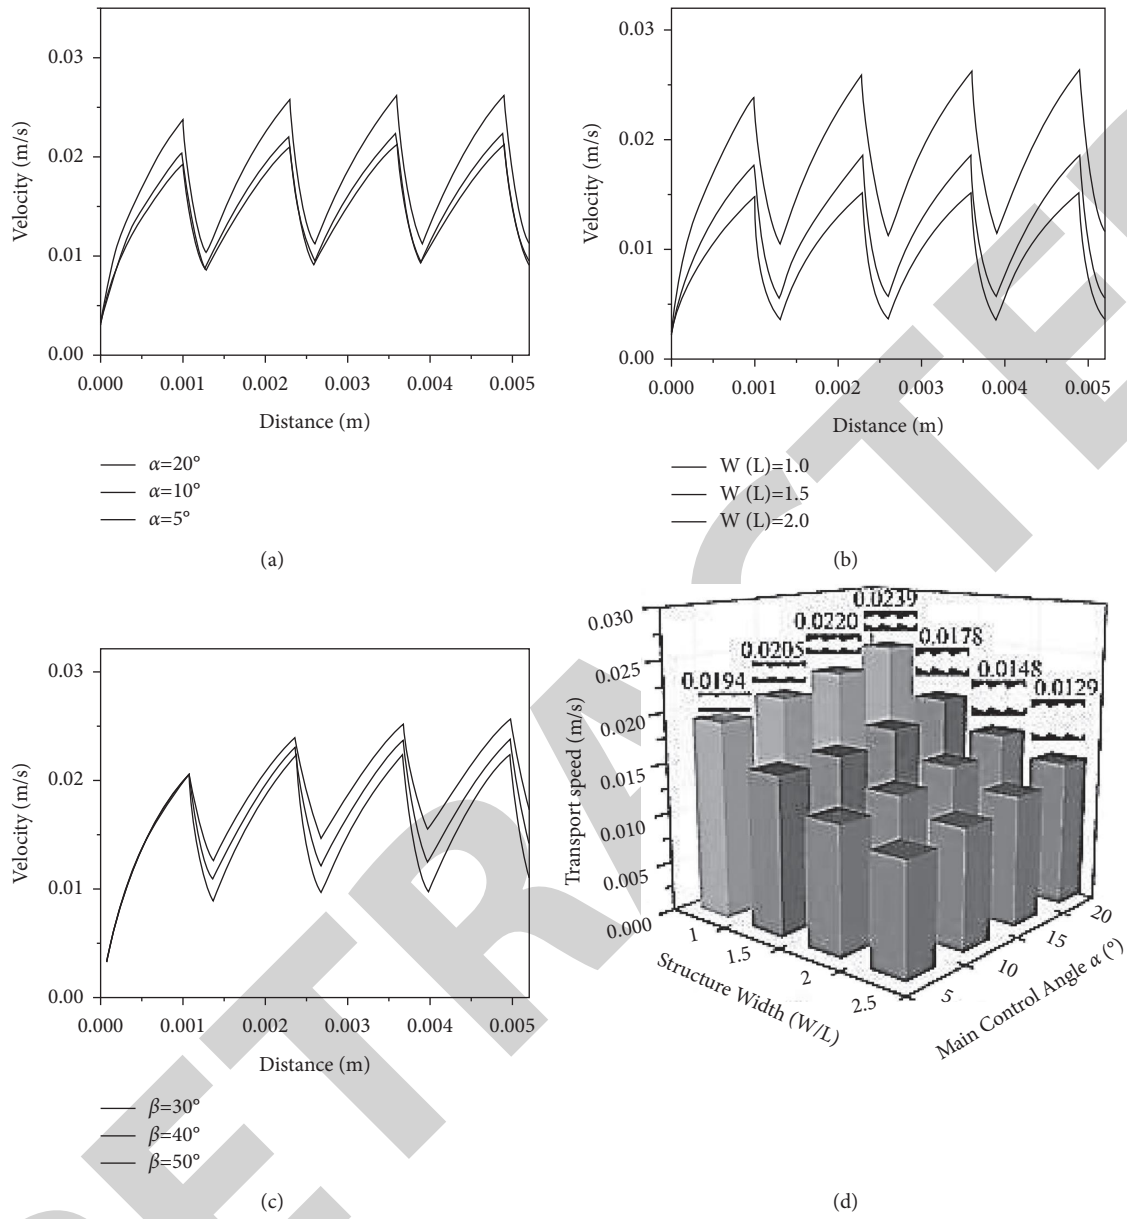 0.03
0.02
0.01
0.00
Velocity (m/s)
0.000 0.001 0.002 0.003 0.004 0.005
Distance (m)
α=20°
α=10°
α=5°
(a)
0.03
0.02
0.01
0.00
Velocity (m/s)
0.000 0.001 0.002 0.003 0.004 0.005
Distance (m)
W (L)=1.0
W (L)=1.5
W (L)=2.0
(b)
0.03
0.02
0.01
0.00
Velocity (m/s)
0.000 0.001 0.002 0.003 0.004 0.005
Distance (m)
β=30°
β=40°
β=50°
(c)
0.030
0.025
0.020
0.015
0.010
0.005
0.000
Transport speed (m/s)
0.0194
0.0205
0.0220
0.0239
0.0178
0.0148
0.0129
1
1.5
2
2.5
Structure Width (W/L)
5
10
15
20
Main Control Angle α (°)
(d)
RETRACTED